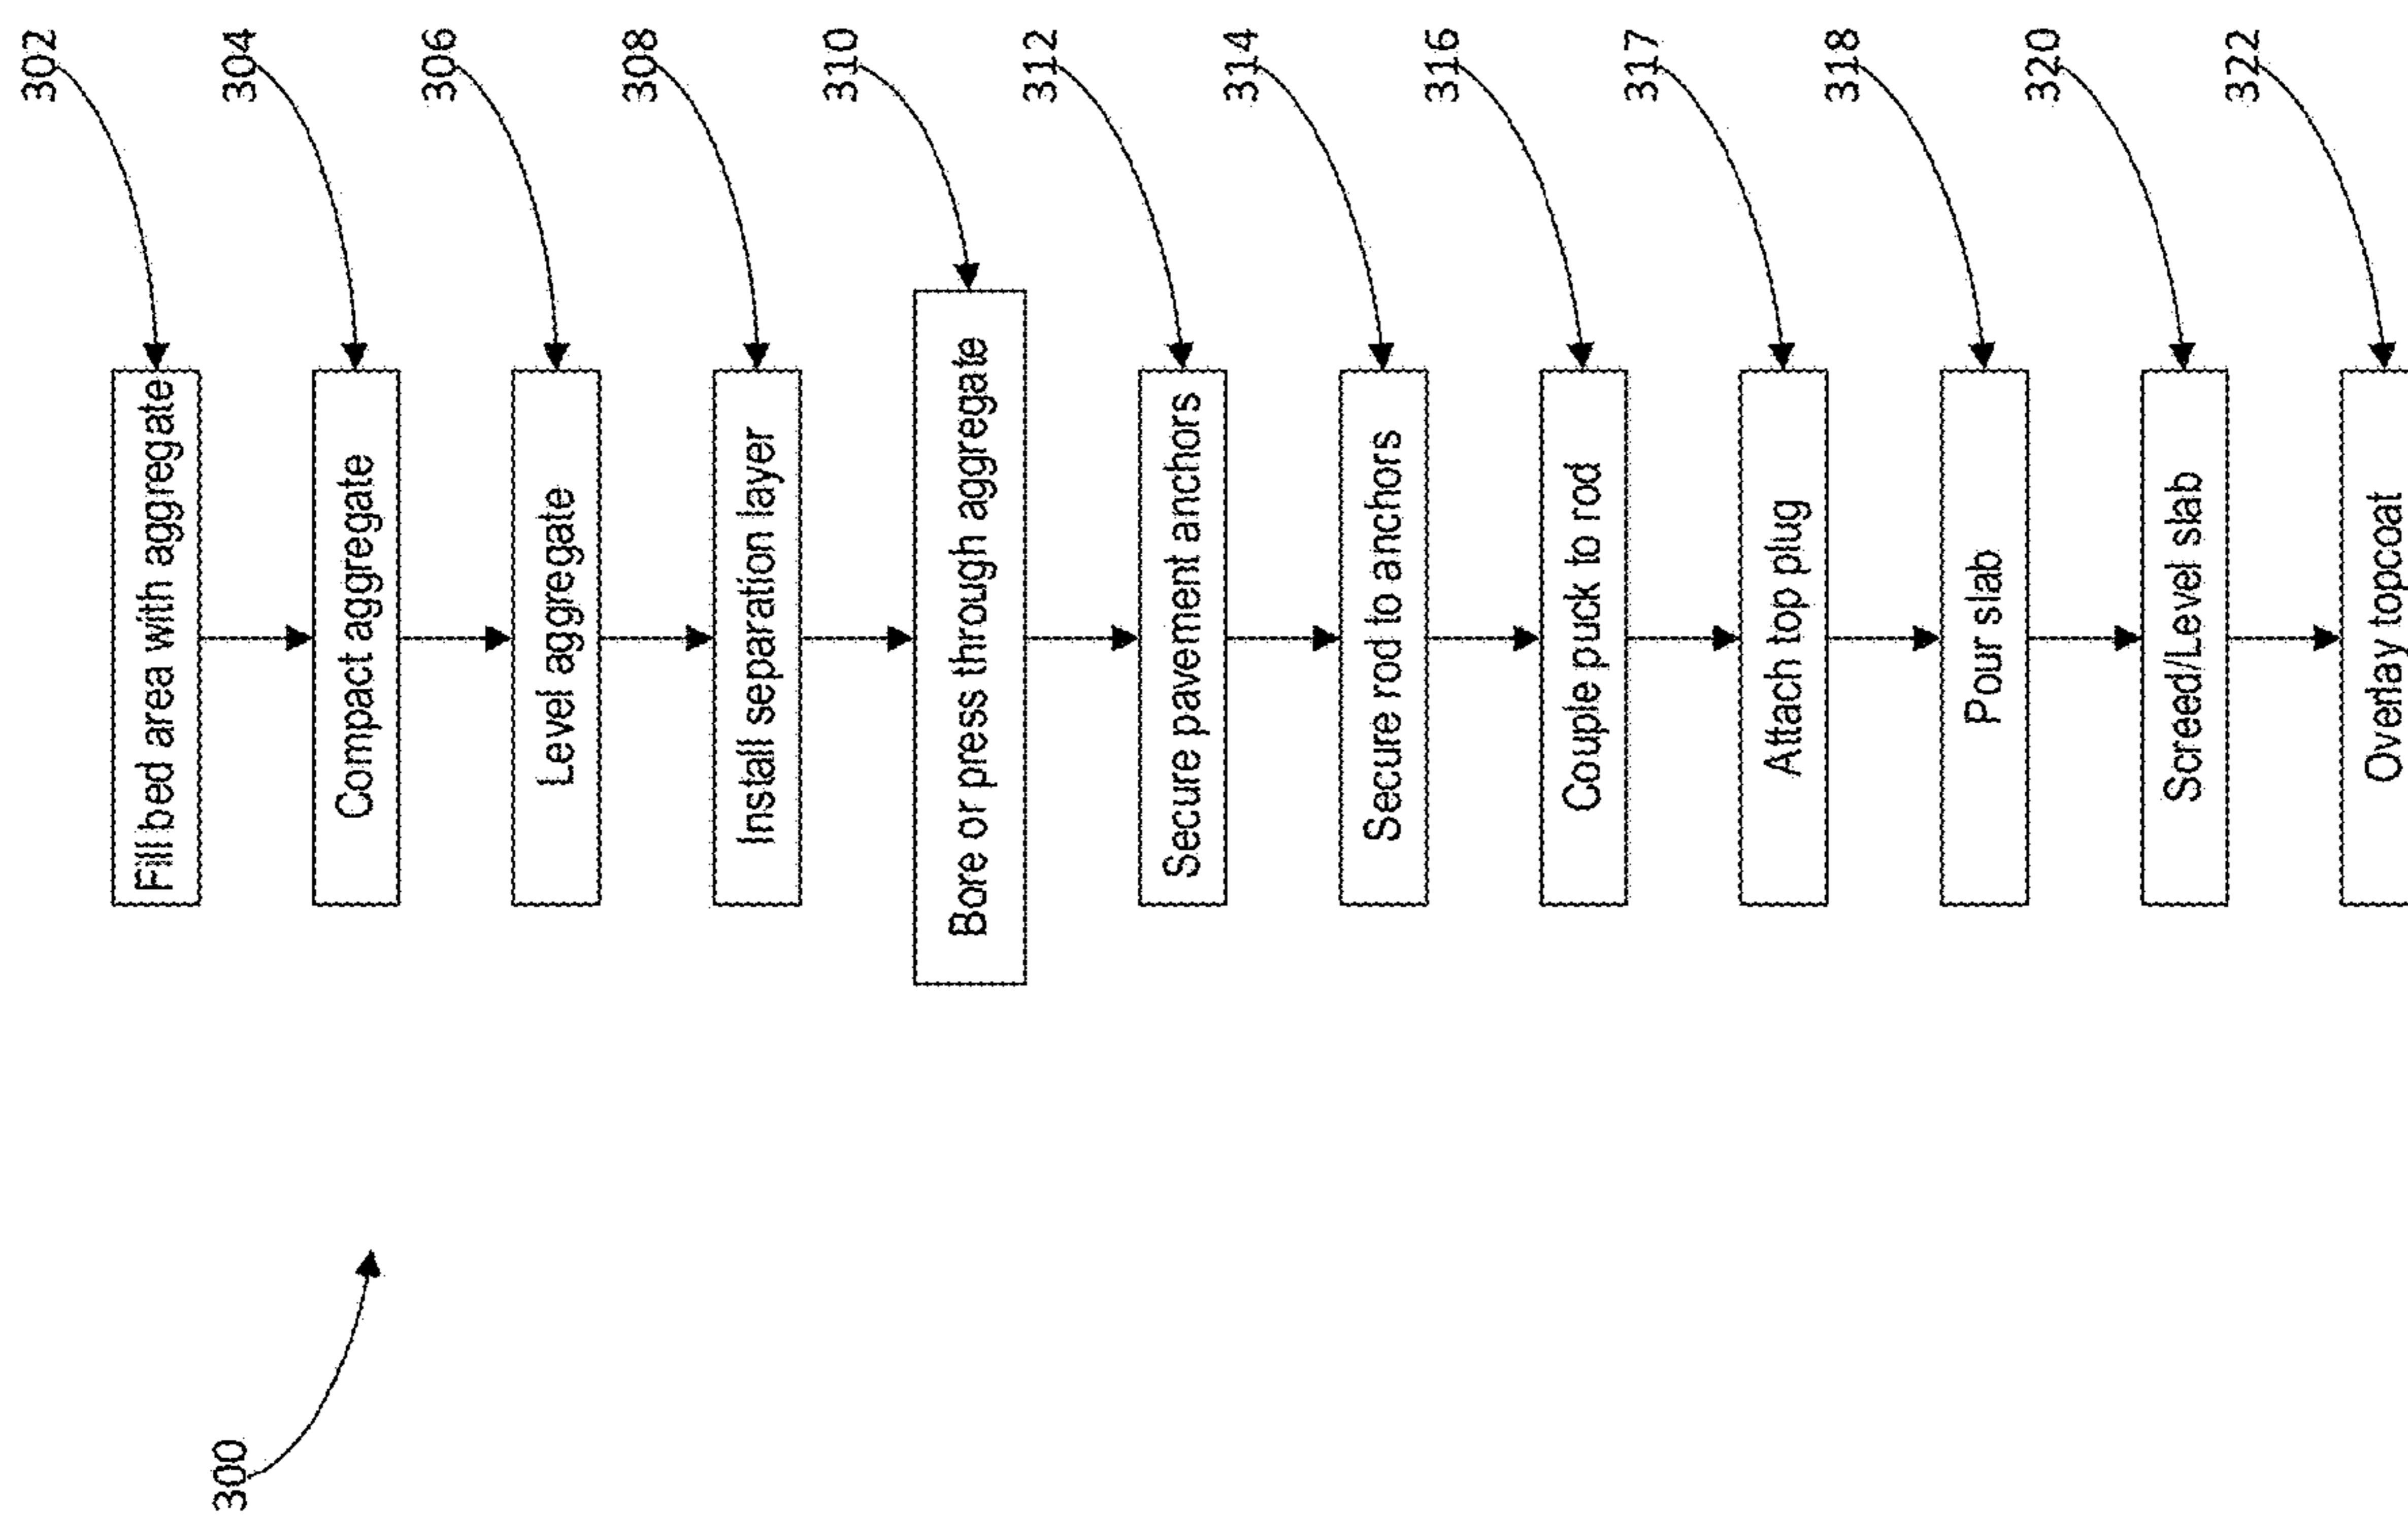 300
Fill bed area with aggregate
302
Compact aggregate
304
Level aggregate
306
Install separation layer
308
Bore or press through aggregate
310
Secure pavement anchors
312
Secure rod to anchors
314
Couple puck to rod
316
Attach top plug
317
Pour slab
318
Screed/Level slab
320
Overlay topcoat
322